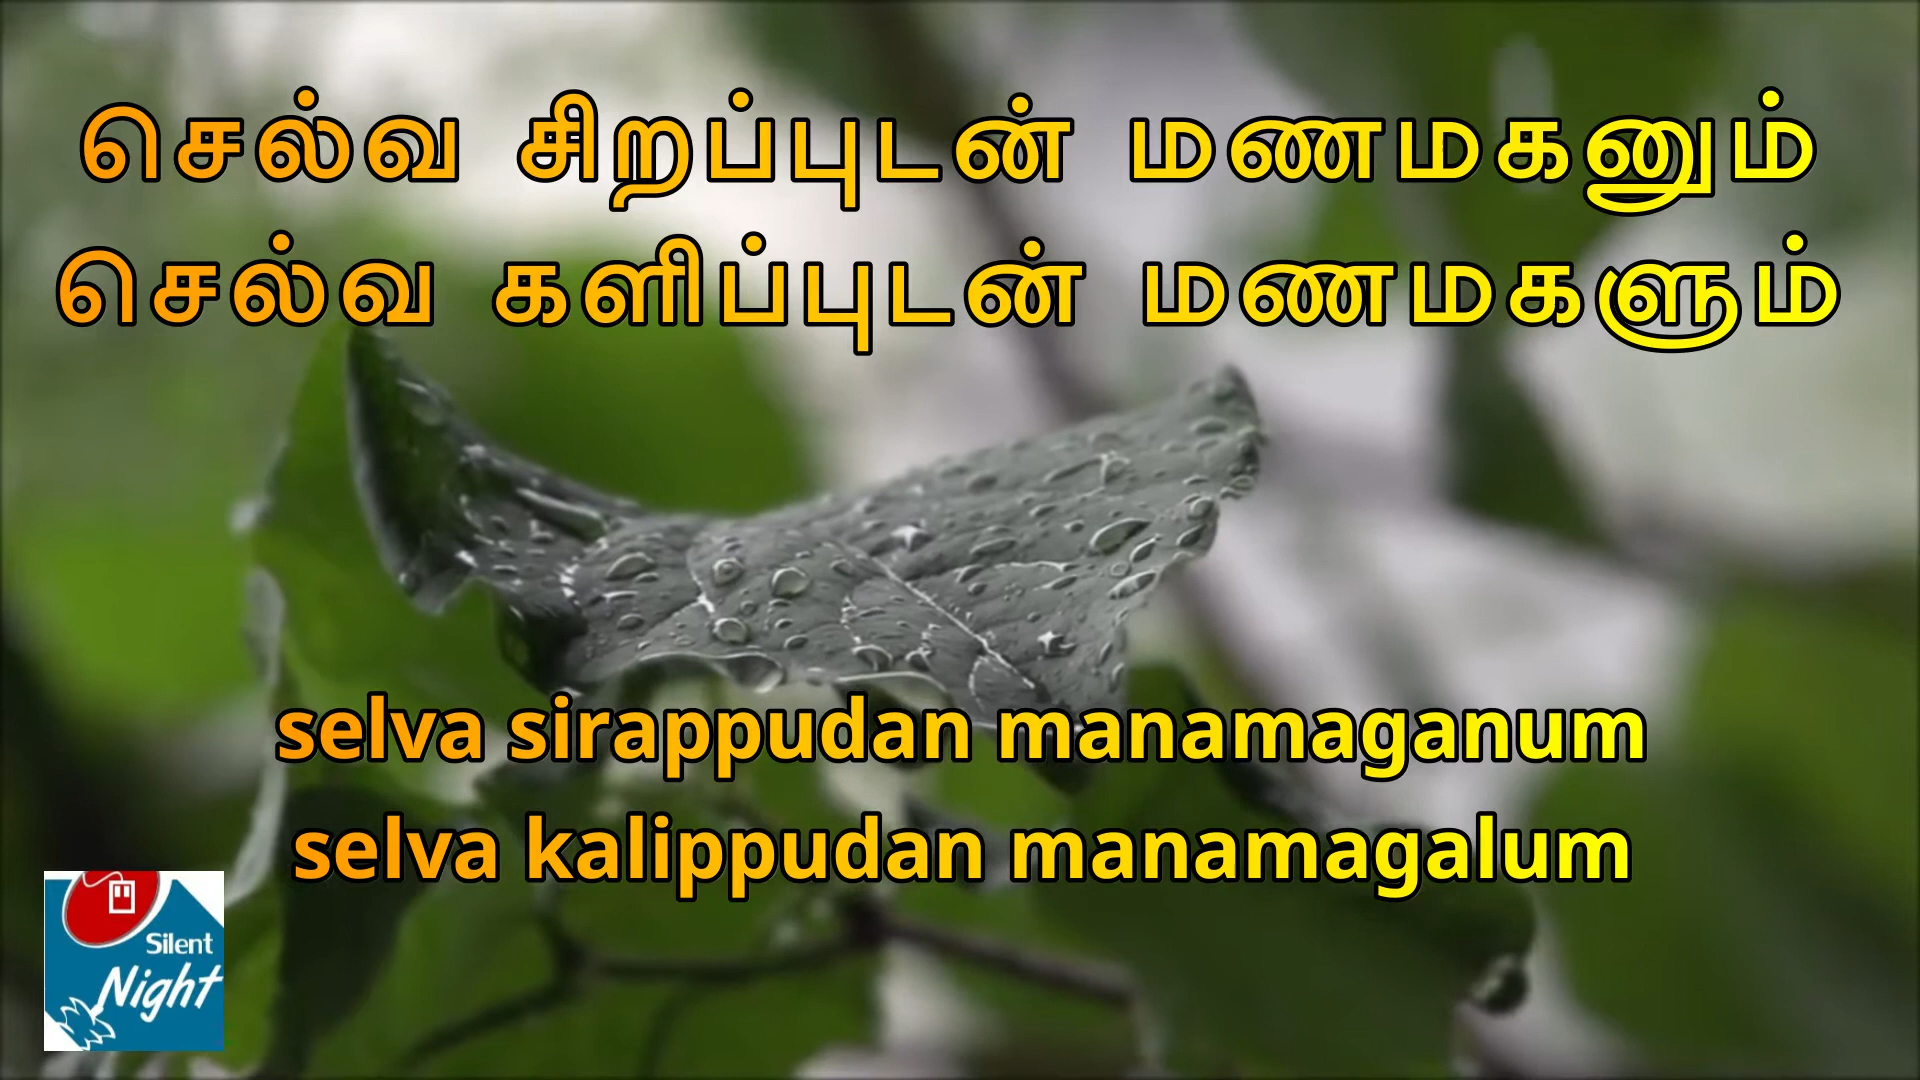 செல்வ சிறப்புடன் மணமகனும்
செல்வ களிப்புடன் மணமகளும்
selva sirappudan manamaganum
selva kalippudan manamagalum
Silent
Night